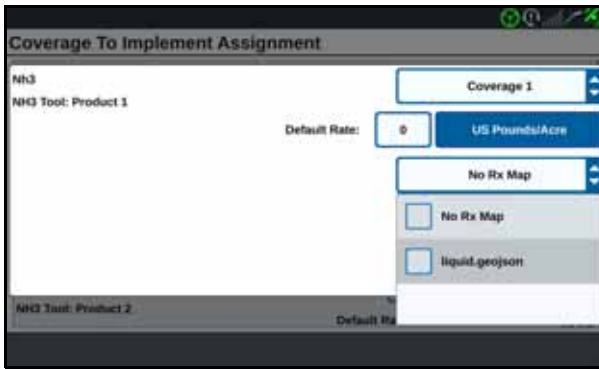 Coverage To Implement Assignment
Nh3
Coverage 1
NH3 Tool: Product 1
Default Rate: 0 US Pounds/Acre
No Rx Map
No Rx Map
liquid.geojson
NH3 Tool: Product 2
Default